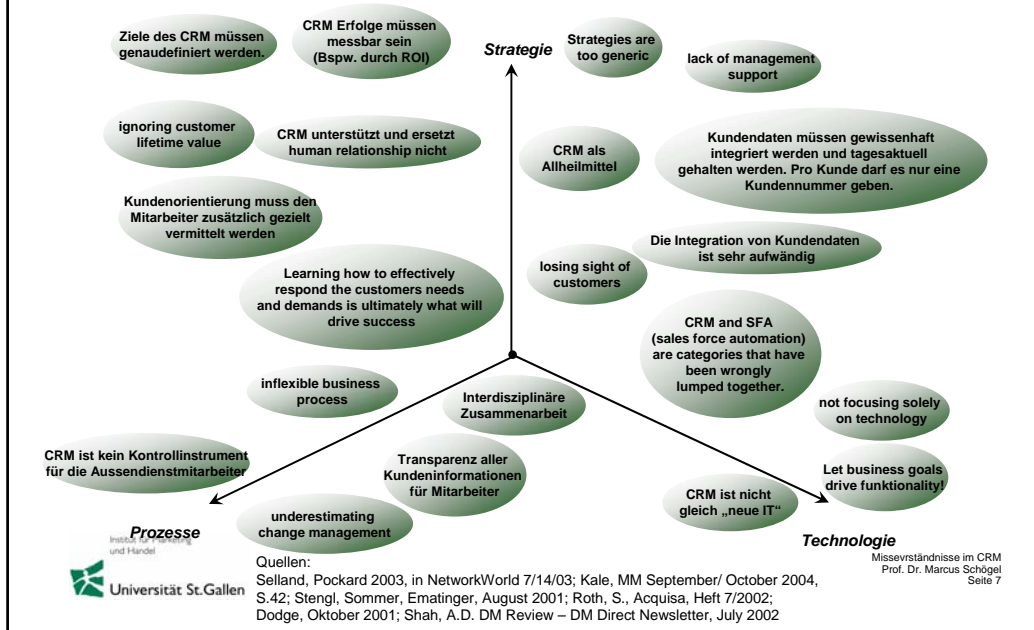 Ziele des CRM müssen
genaudefiniert werden.
CRM Erfolge müssen
messbar sein
(Bspw. durch ROI)
Strategie
Strategies are
too generic
lack of management
support
ignoring customer
lifetime value
CRM unterstützt und ersetzt
human relationship nicht
CRM als
Allheilmittel
Kundendaten müssen gewissenhaft
integriert werden und tagesaktuell
gehalten werden. Pro Kunde darf es nur eine
Kundennummer geben.
Kundenorientierung muss den
Mitarbeiter zusätzlich gezielt
vermittelt werden
Die Integration von Kundendaten
ist sehr aufwändig
Learning how to effectively
respond the customers needs
and demands is ultimately what will
drive success
losing sight of
customers
CRM and SFA
(sales force automation)
are categories that have
been wrongly
lumped together.
inflexible business
process
Interdisziplinäre
Zusammenarbeit
not focusing solely
on technology
CRM ist kein Kontrollinstrument
für die Aussendienstmitarbeiter
Transparenz aller
Kundeninformationen
für Mitarbeiter
Let business goals
drive funktionality!
CRM ist nicht
gleich „neue IT“
underestimating
change management
Prozesse
Technologie
Institut für Marketing
und Handel
Universität St.Gallen
Quellen:
Selland, Pockard 2003, in NetworkWorld 7/14/03; Kale, MM September/ October 2004,
S.42; Stengl, Sommer, Ematinger, August 2001; Roth, S., Acquisa, Heft 7/2002;
Dodge, Oktober 2001; Shah, A.D. DM Review – DM Direct Newsletter, July 2002
Missevrständnisse im CRM
Prof. Dr. Marcus Schögel
Seite 7